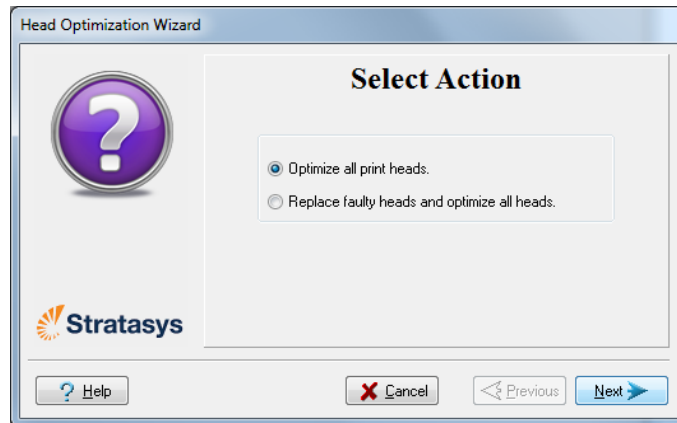 Head Optimization Wizard
Select Action
Optimize all print heads.
Replace faulty heads and optimize all heads.
Stratasys
? Help
Cancel
Previous
Next